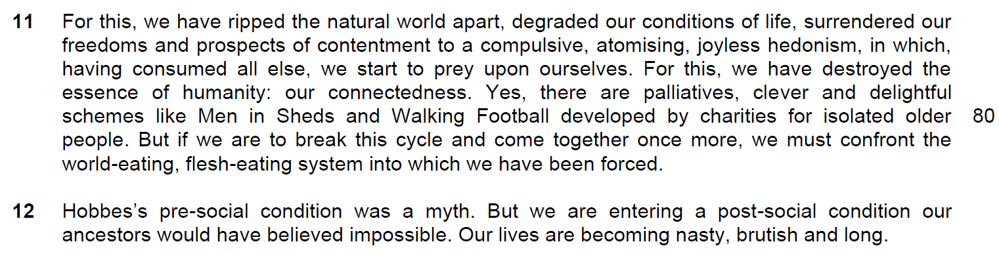 11 For this, we have ripped the natural world apart, degraded our conditions of life, surrendered our
freedoms and prospects of contentment to a compulsive, atomising, joyless hedonism, in which,
having consumed all else, we start to prey upon ourselves. For this, we have destroyed the
essence of humanity: our connectedness. Yes, there are palliatives, clever and delightful
schemes like Men in Sheds and Walking Football developed by charities for isolated older 80
people. But if we are to break this cycle and come together once more, we must confront the
world-eating, flesh-eating system into which we have been forced.
12 Hobbes's pre-social condition was a myth. But we are entering a post-social condition our
ancestors would have believed impossible. Our lives are becoming nasty, brutish and long.